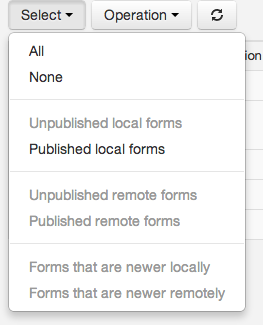 Select Operation
ion
All
None
Unpublished local forms
Published local forms
Unpublished remote forms
Published remote forms
Forms that are newer locally
Forms that are newer remotely